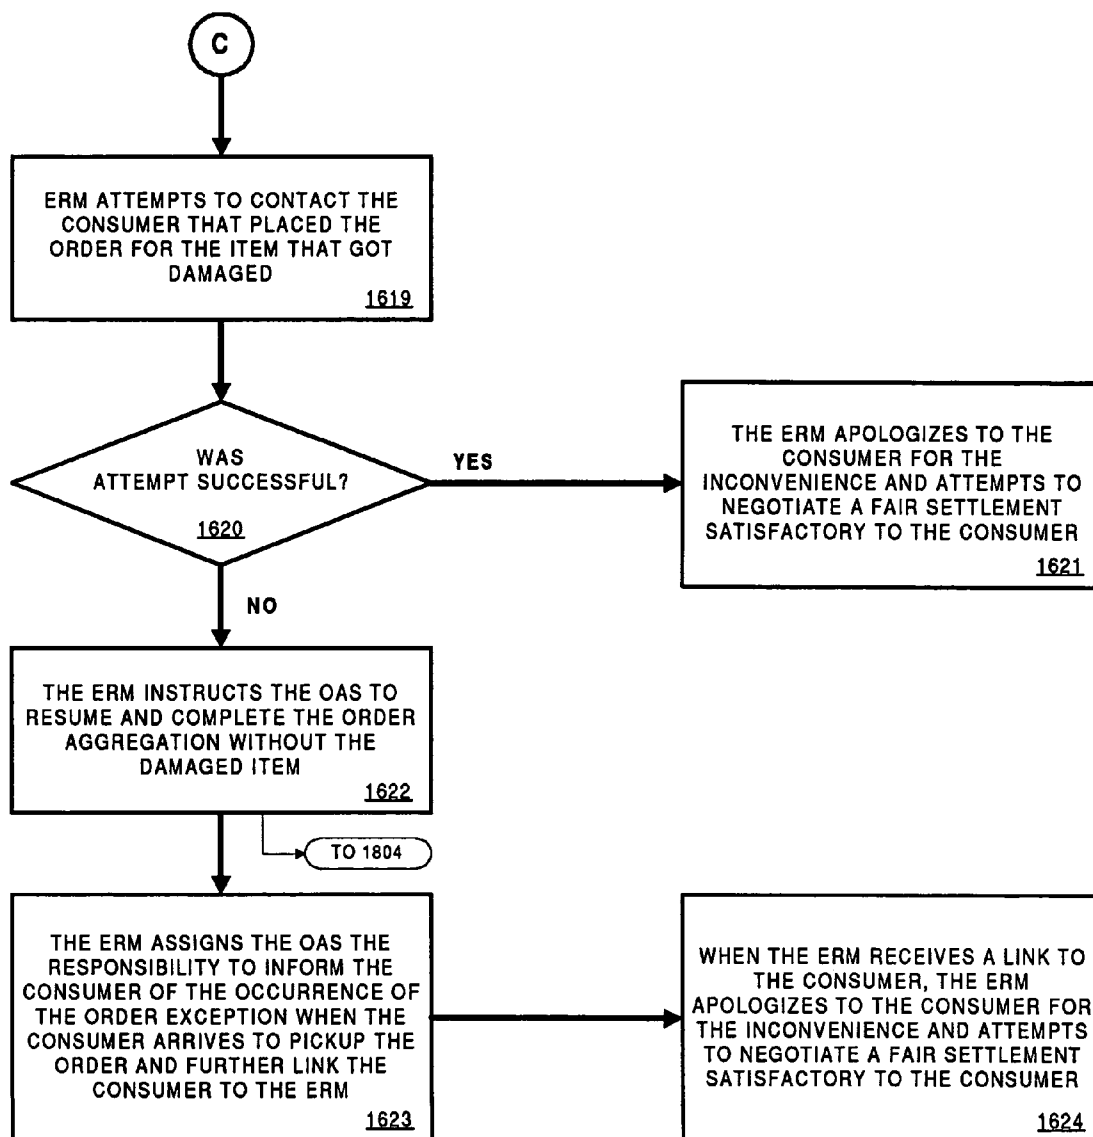 C
ERM ATTEMPTS TO CONTACT THE
CONSUMER THAT PLACED THE
ORDER FOR THE ITEM THAT GOT
DAMAGED
1619
WAS
ATTEMPT SUCCESSFUL?
1620
YES
THE ERM APOLOGIZES TO THE
CONSUMER FOR THE
INCONVENIENCE AND ATTEMPTS TO
NEGOTIATE A FAIR SETTLEMENT
SATISFACTORY TO THE CONSUMER
1621
NO
THE ERM INSTRUCTS THE OAS TO
RESUME AND COMPLETE THE ORDER
AGGREGATION WITHOUT THE
DAMAGED ITEM
1622
TO 1804
THE ERM ASSIGNS THE OAS THE
RESPONSIBILITY TO INFORM THE
CONSUMER OF THE OCCURRENCE OF
THE ORDER EXCEPTION WHEN THE
CONSUMER ARRIVES TO PICKUP THE
ORDER AND FURTHER LINK THE
CONSUMER TO THE ERM
1623
WHEN THE ERM RECEIVES A LINK TO
THE CONSUMER, THE ERM
APOLOGIZES TO THE CONSUMER FOR
THE INCONVENIENCE AND ATTEMPTS
TO NEGOTIATE A FAIR SETTLEMENT
SATISFACTORY TO THE CONSUMER
1624